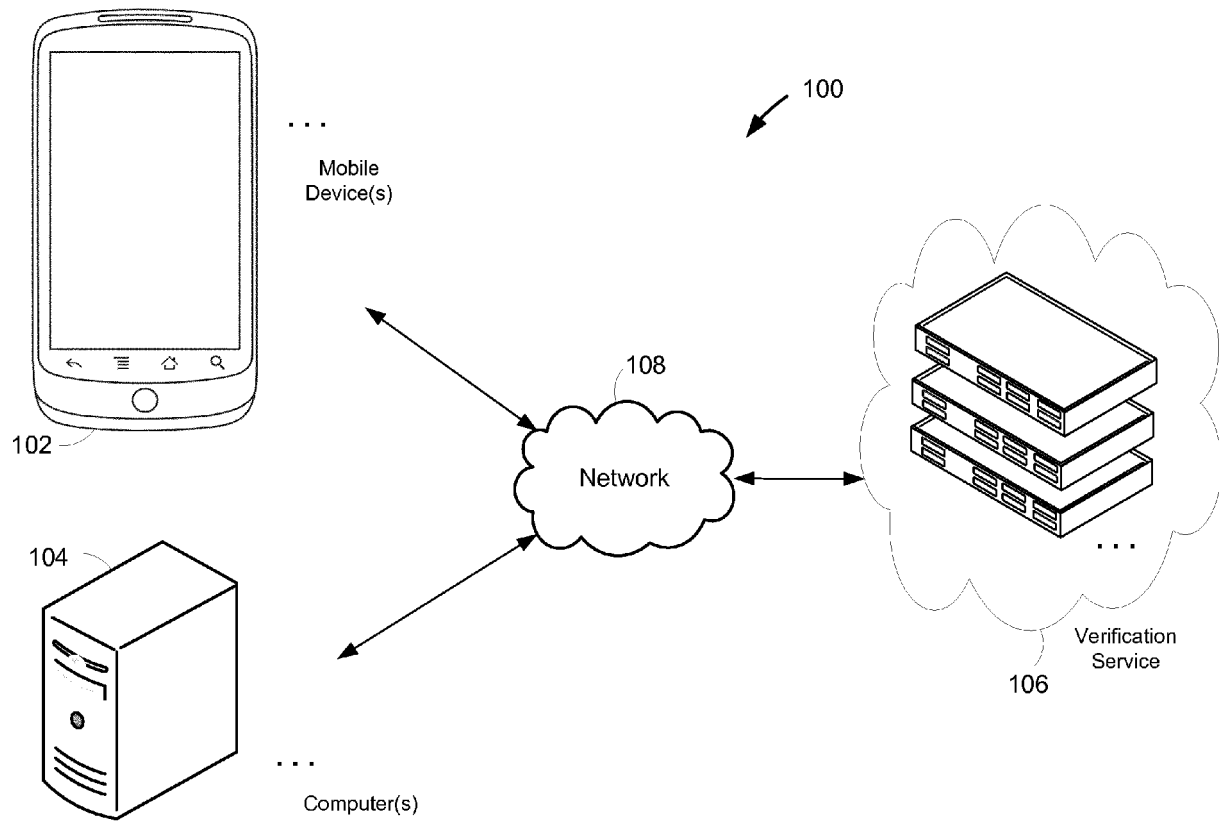 100
. . .
Mobile
Device(s)
108
102
Network
104
. . .
Verification
Service
106
. . .
Computer(s)